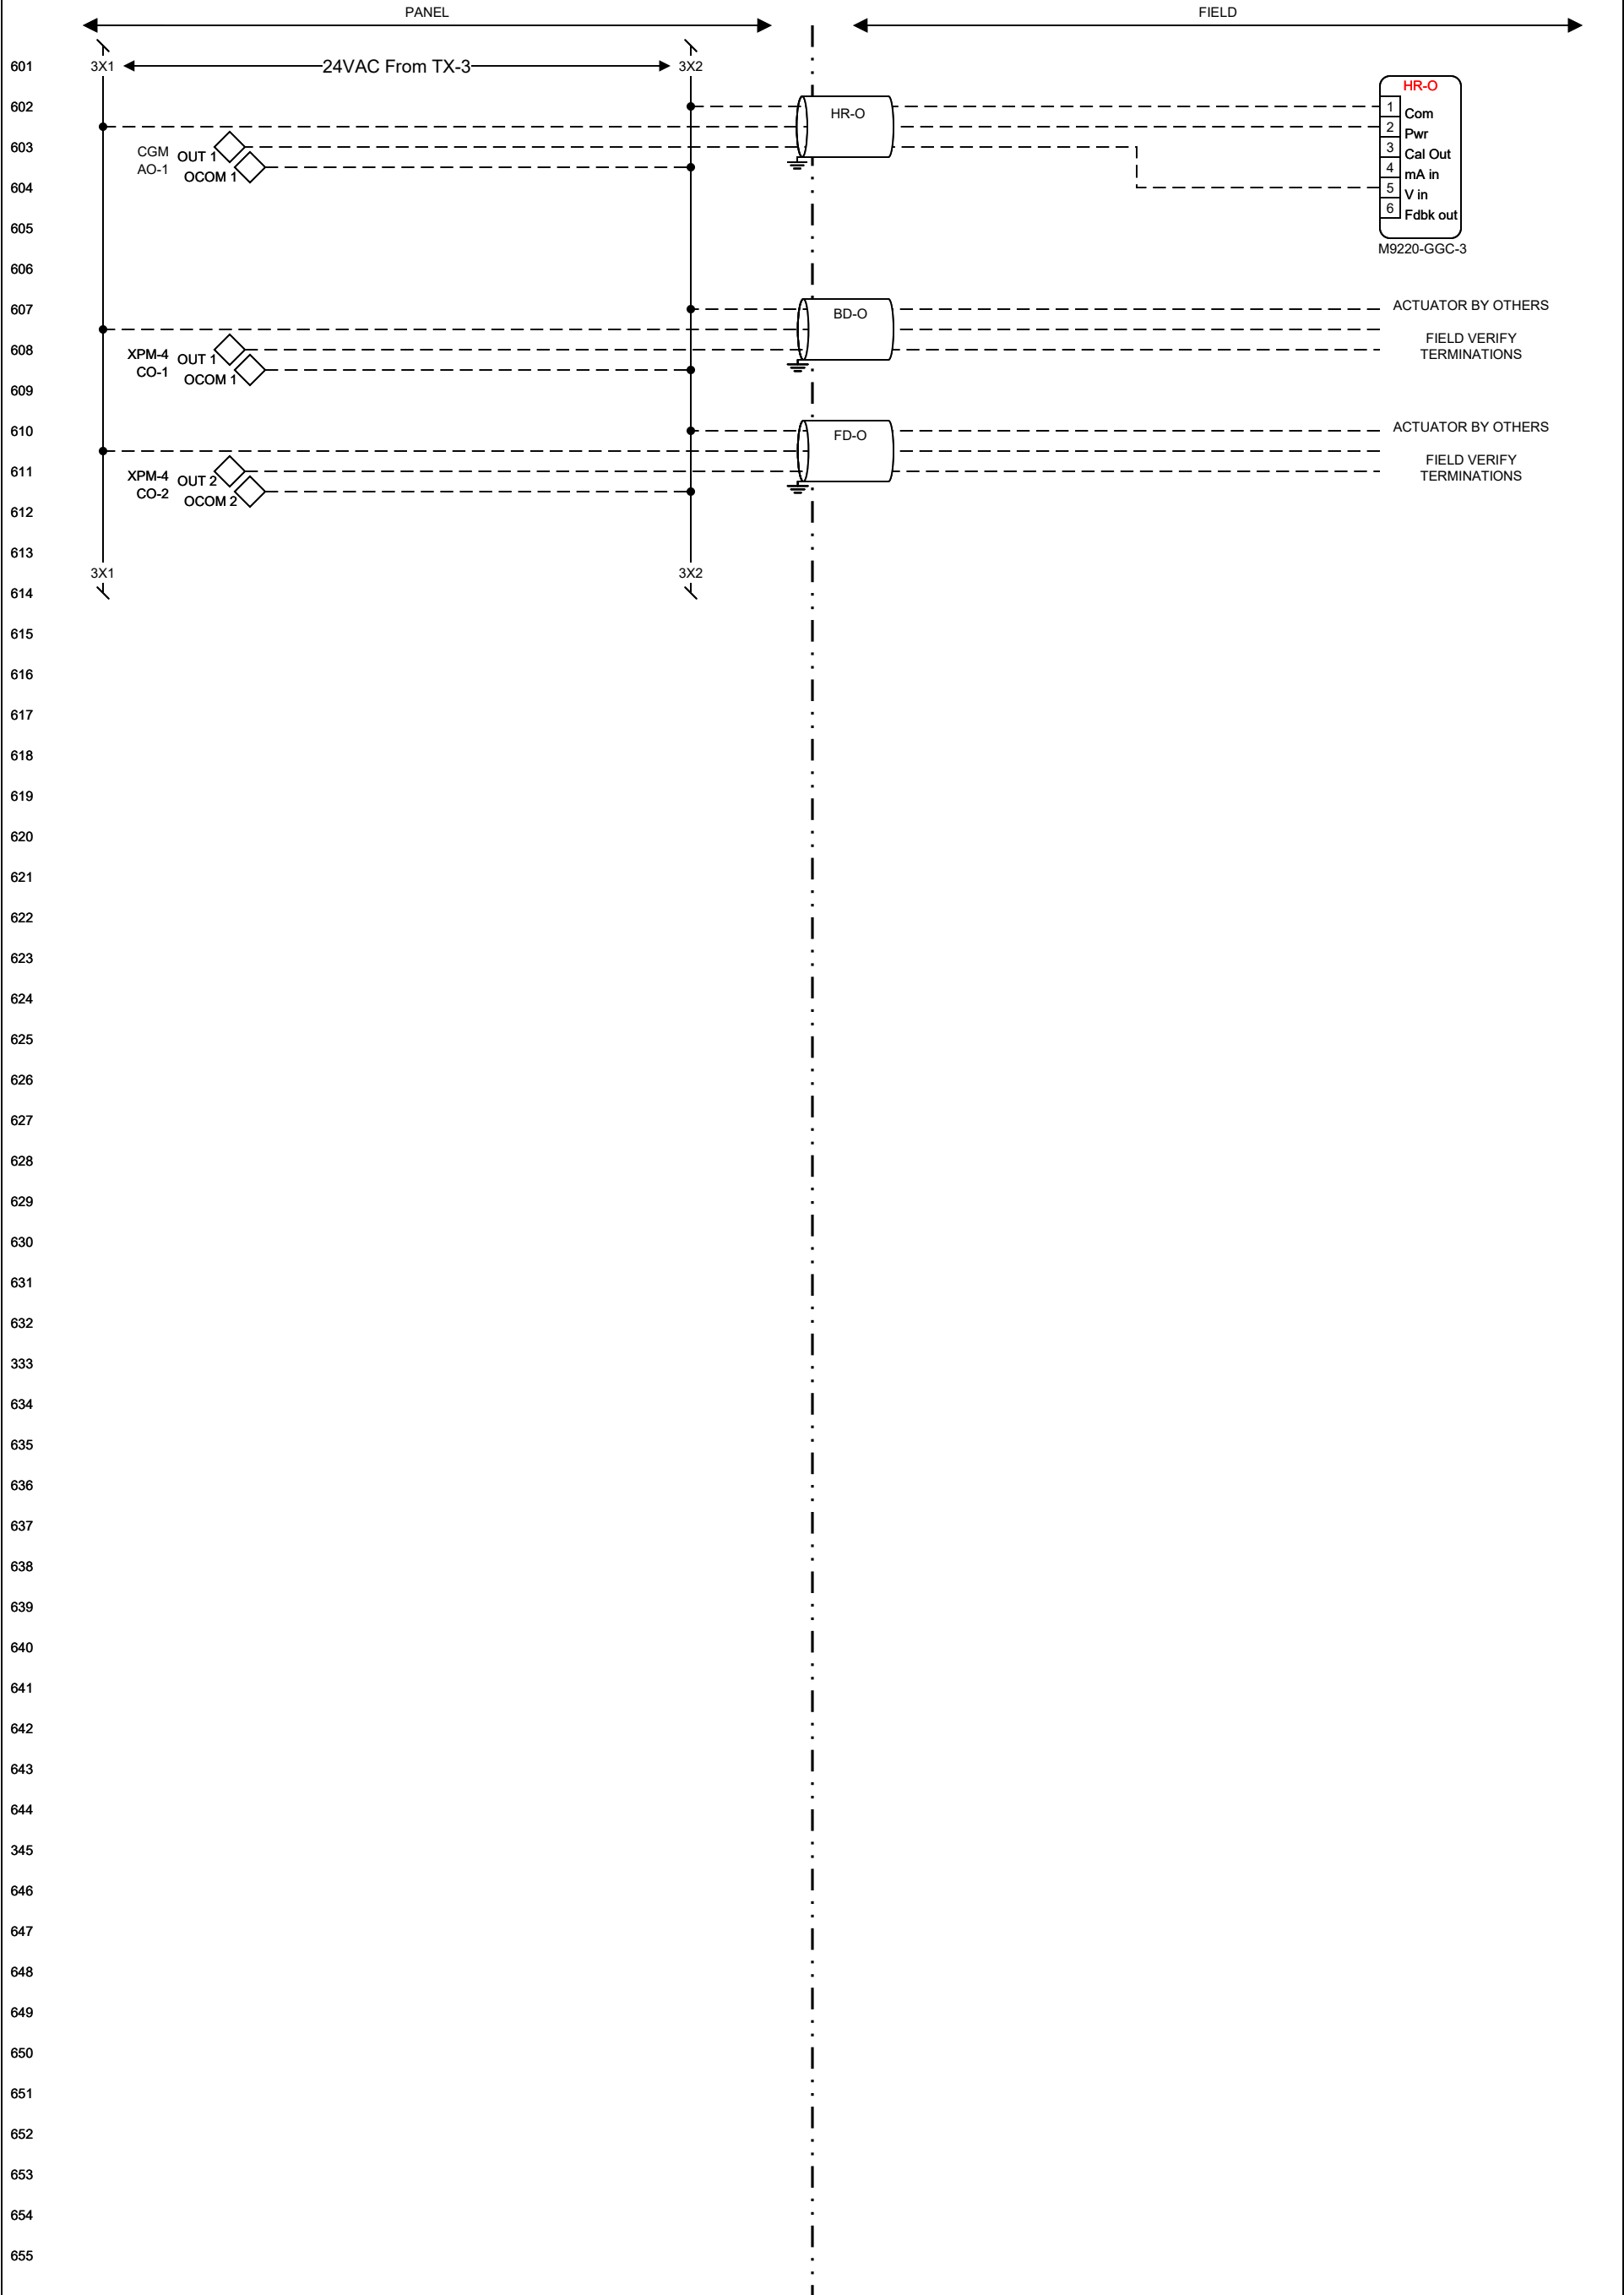 PANEL FIELD
601 3X1 24VAC From TX-3 3X2
HR-O
602 HR-O 1 Com
2 Pwr
603 CGM OUT 1 3 Cal Out
AO-1 OCOM 1 4 mA in
604 5 V in
6 Fdbk out
605
M9220-GGC-3
606
607 BD-O ACTUATOR BY OTHERS
608 XPM-4 OUT 1 FIELD VERIFY
CO-1 OCOM 1 TERMINATIONS
609
610 FD-O ACTUATOR BY OTHERS
611 XPM-4 OUT 2 FIELD VERIFY
CO-2 OCOM 2 TERMINATIONS
612
613
3X1 3X2
614
615
616
617
618
619
620
621
622
623
624
625
626
627
628
629
630
631
632
333
634
635
636
637
638
639
640
641
642
643
644
345
646
647
648
649
650
651
652
653
654
655